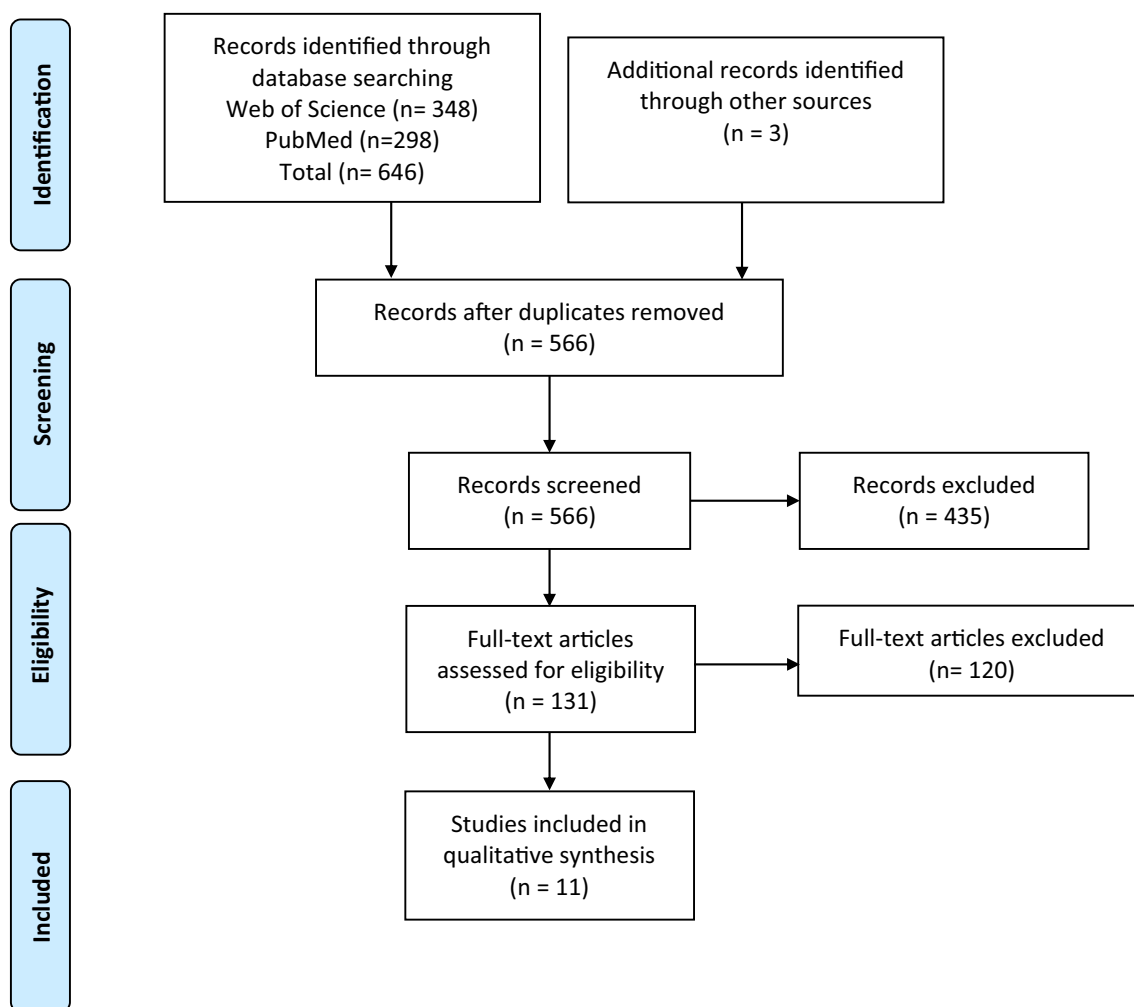 Identification
Records identified through
database searching
Web of Science (n= 348)
PubMed (n=298)
Total (n= 646)
Additional records identified
through other sources
(n = 3)
Screening
Records after duplicates removed
(n = 566)
Records screened
(n = 566)
Records excluded
(n = 435)
Eligibility
Full-text articles
assessed for eligibility
(n = 131)
Full-text articles excluded
(n= 120)
Included
Studies included in
qualitative synthesis
(n = 11)